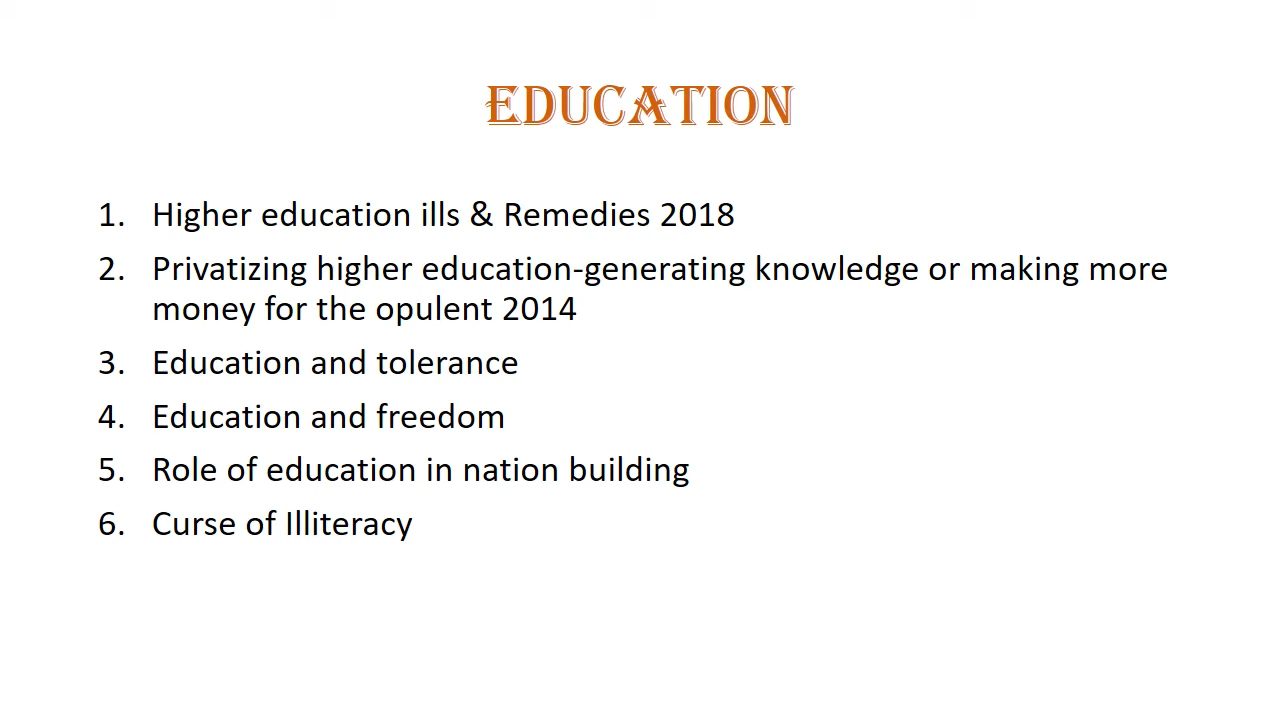 EDUCATION
1. Higher education ills & Remedies 2018
2. Privatizing higher education-generating knowledge or making more
money for the opulent 2014
3. Education and tolerance
4. Education and freedom
5. Role of education in nation building
6. Curse of Illiteracy